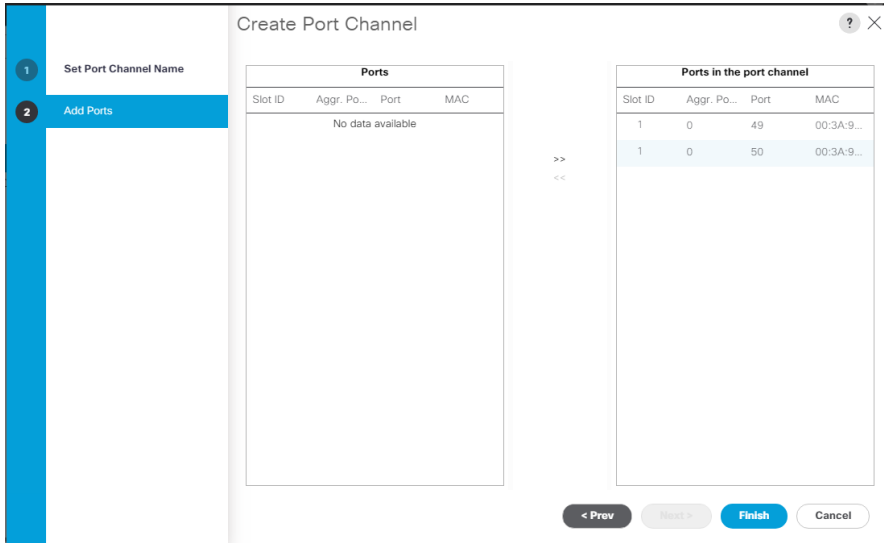 Create Port Channel
?
1 Set Port Channel Name
2 Add Ports
Ports
Slot ID Aggr. Po... Port MAC
No data available
>>
<<
Ports in the port channel
Slot ID Aggr. Po... Port MAC
1 0 49 00:3A:9...
1 0 50 00:3A:9...
< Prev Next > Finish Cancel